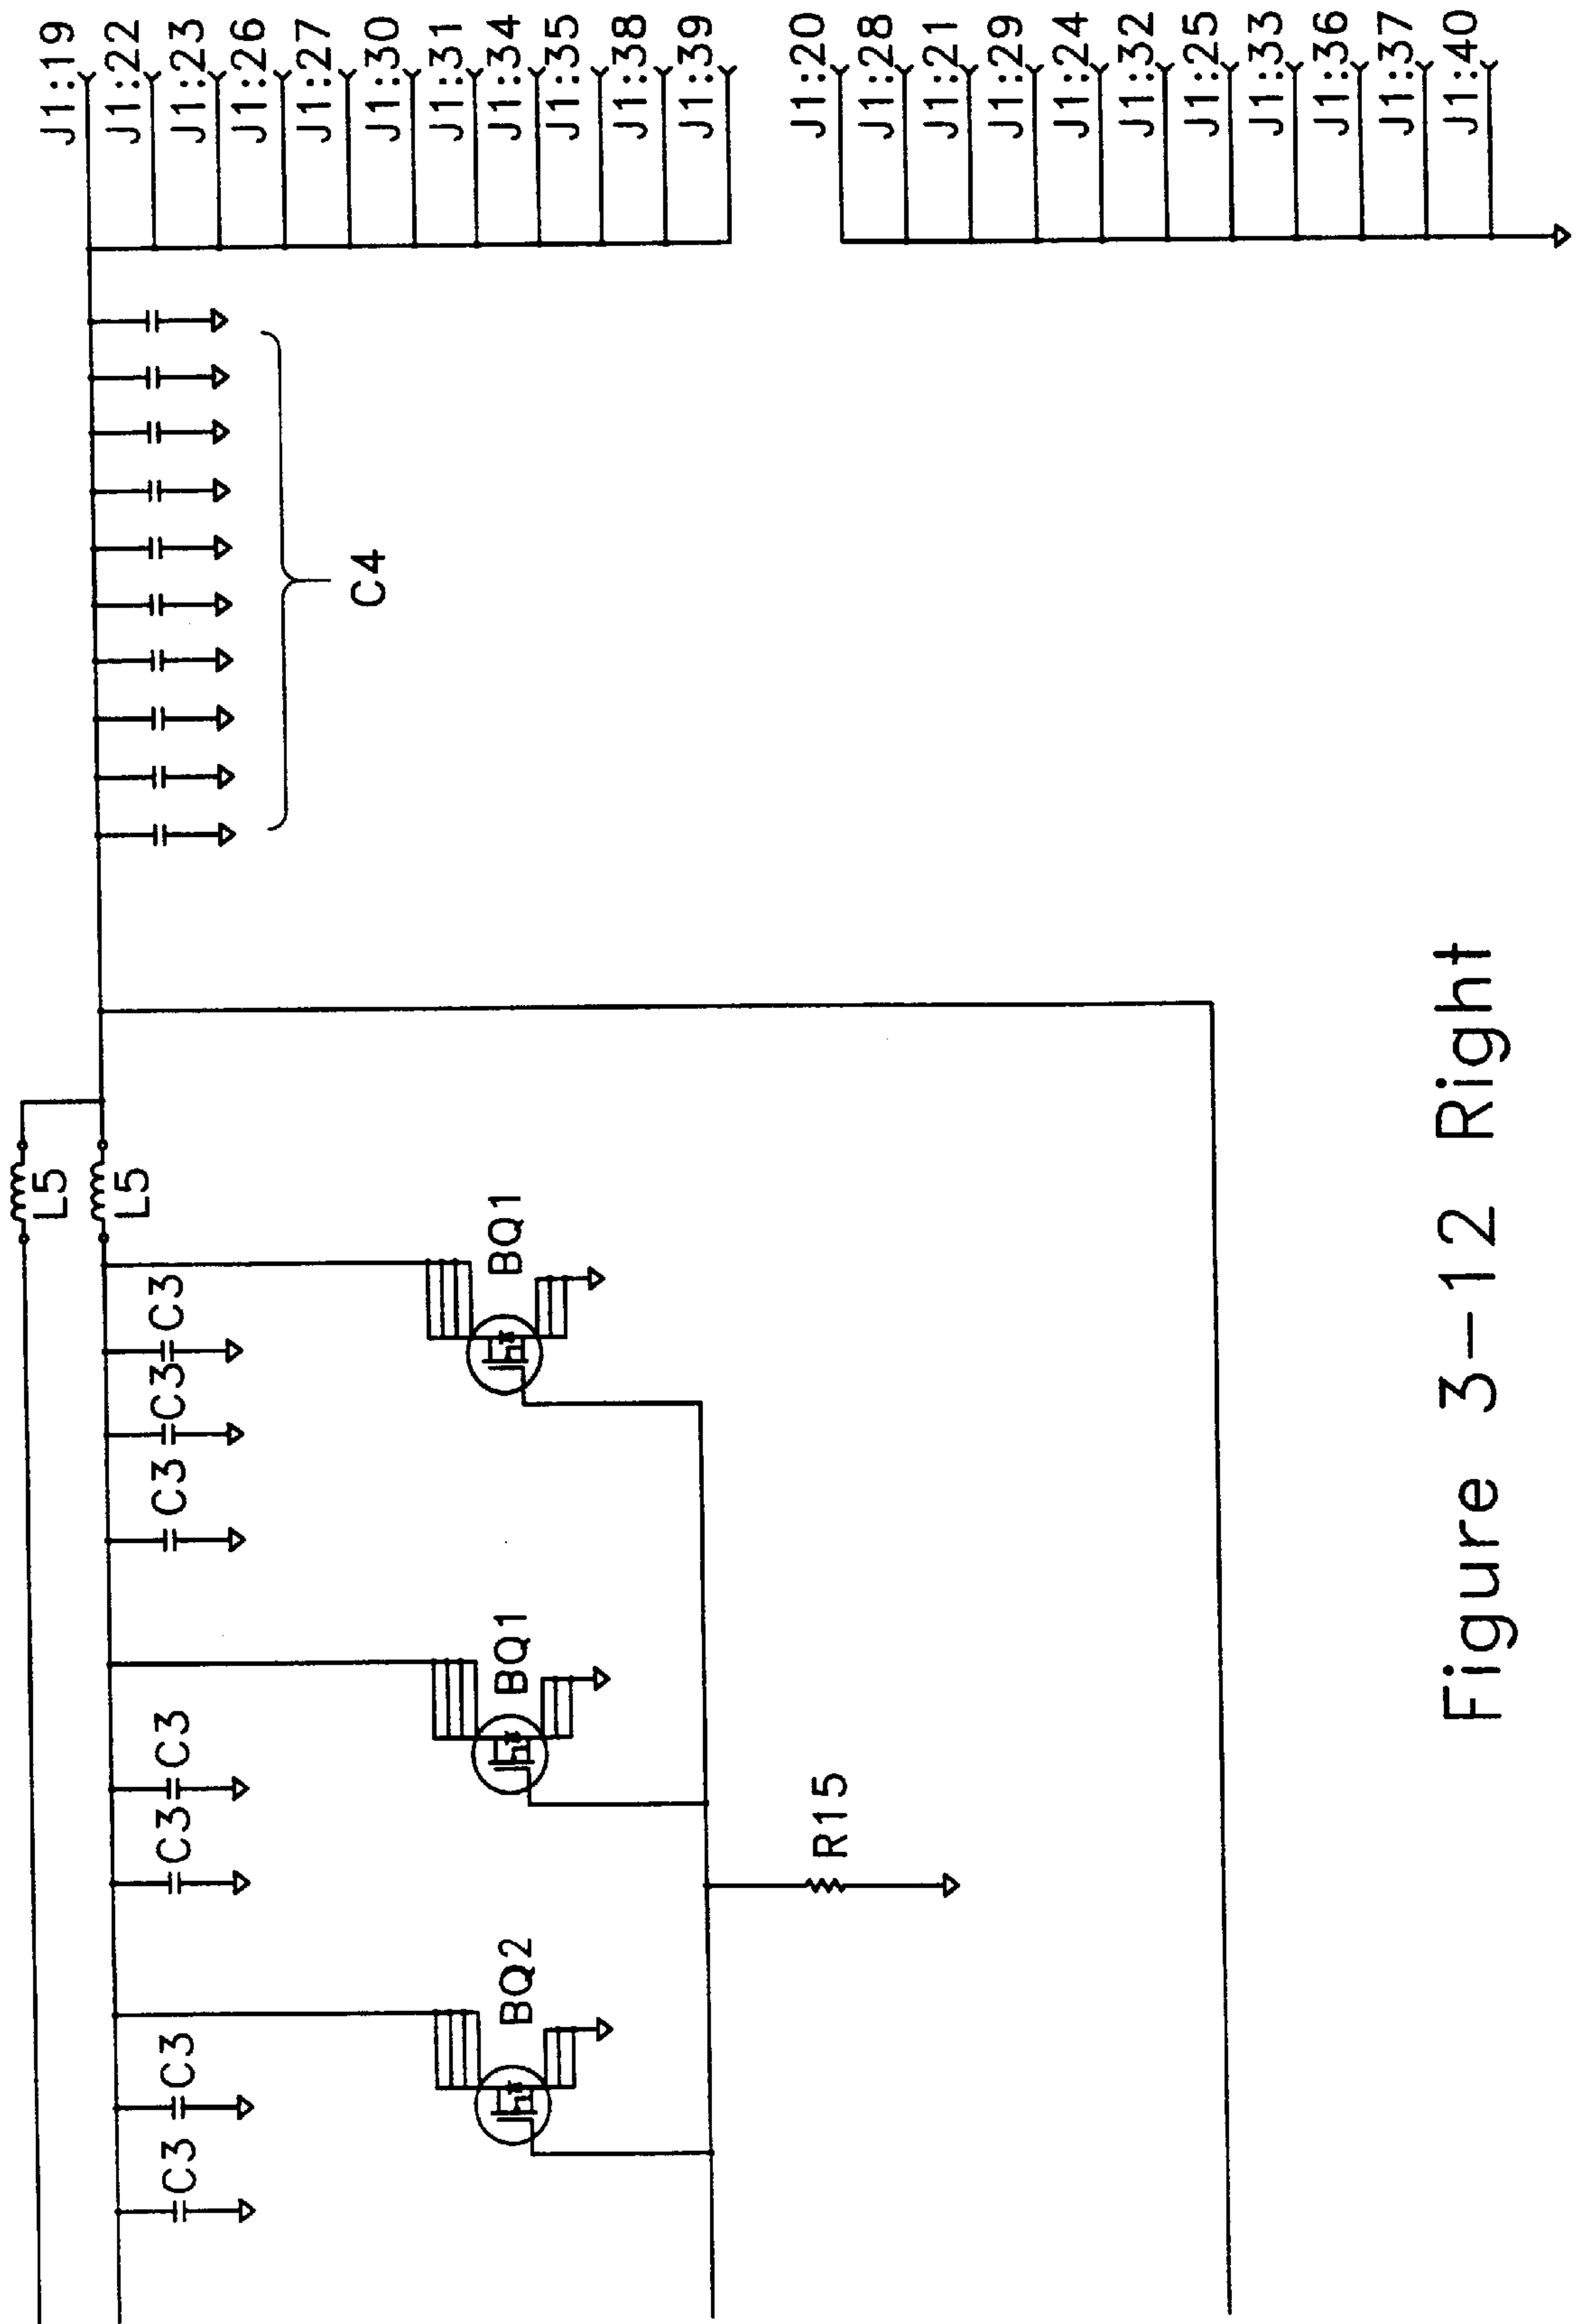 L5
L5
C3
C3
C3
C3
C3
C3
C3
BQ2
BQ1
BQ1
R15
C4
J1:19
J1:22
J1:23
J1:26
J1:27
J1:30
J1:31
J1:34
J1:35
J1:38
J1:39
J1:20
J1:28
J1:21
J1:29
J1:24
J1:32
J1:25
J1:33
J1:36
J1:37
J1:40
Figure 3-12 Right